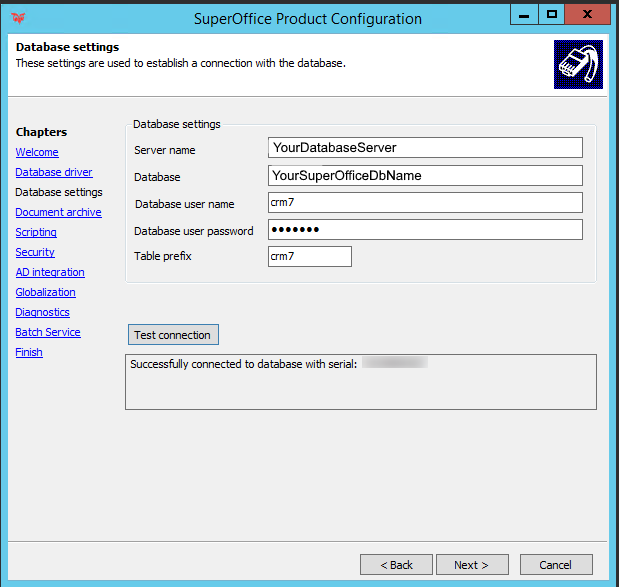 SuperOffice Product Configuration
Database settings
These settings are used to establish a connection with the database.
Chapters
Welcome
Database driver
Database settings
Document archive
Scripting
Security
AD integration
Globalization
Diagnostics
Batch Service
Finish
Database settings
Server name YourDatabaseServer
Database YourSuperOfficeDbName
Database user name crm7
Database user password •••••••
Table prefix crm7
Test connection
Successfully connected to database with serial:
< Back Next > Cancel